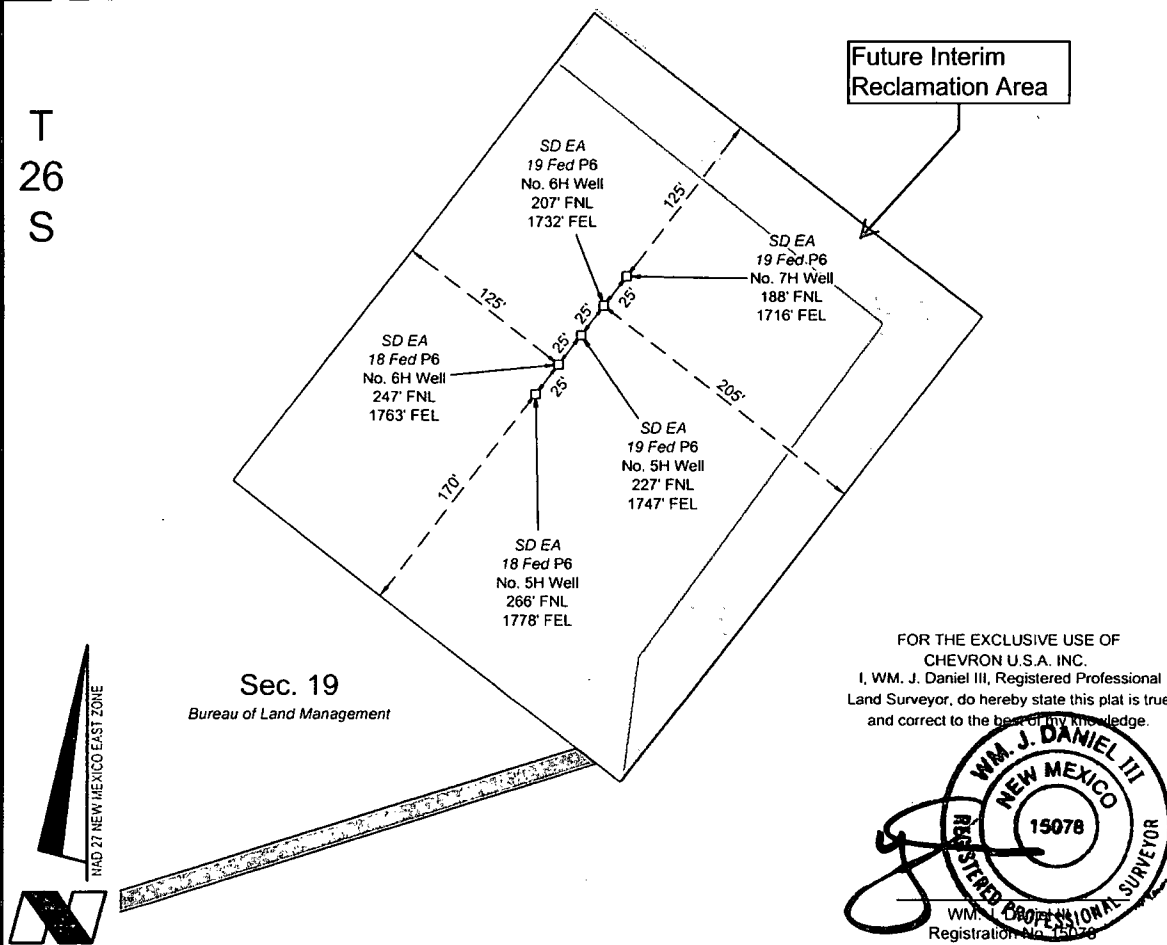 T
26
S
Future Interim
Reclamation Area
SD EA
19 Fed P6
No. 6H Well
207' FNL
1732' FEL
125'
SD EA
19 Fed P6
No. 7H Well
188' FNL
1716' FEL
25'
25'
125'
25'
25'
SD EA
18 Fed P6
No. 6H Well
247' FNL
1763' FEL
205'
SD EA
19 Fed P6
No. 5H Well
227' FNL
1747' FEL
170'
SD EA
18 Fed P6
No. 5H Well
266' FNL
1778' FEL
Sec. 19
Bureau of Land Management
NAD 27 NEW MEXICO EAST ZONE
N
FOR THE EXCLUSIVE USE OF
CHEVRON U.S.A. INC.
I, WM. J. Daniel III, Registered Professional
Land Surveyor, do hereby state this plat is true
and correct to the best of my knowledge.
WM. J. DANIEL III
NEW MEXICO
15078
REGISTERED PROFESSIONAL SURVEYOR
WM. J. Daniel III
Registration No. 15078